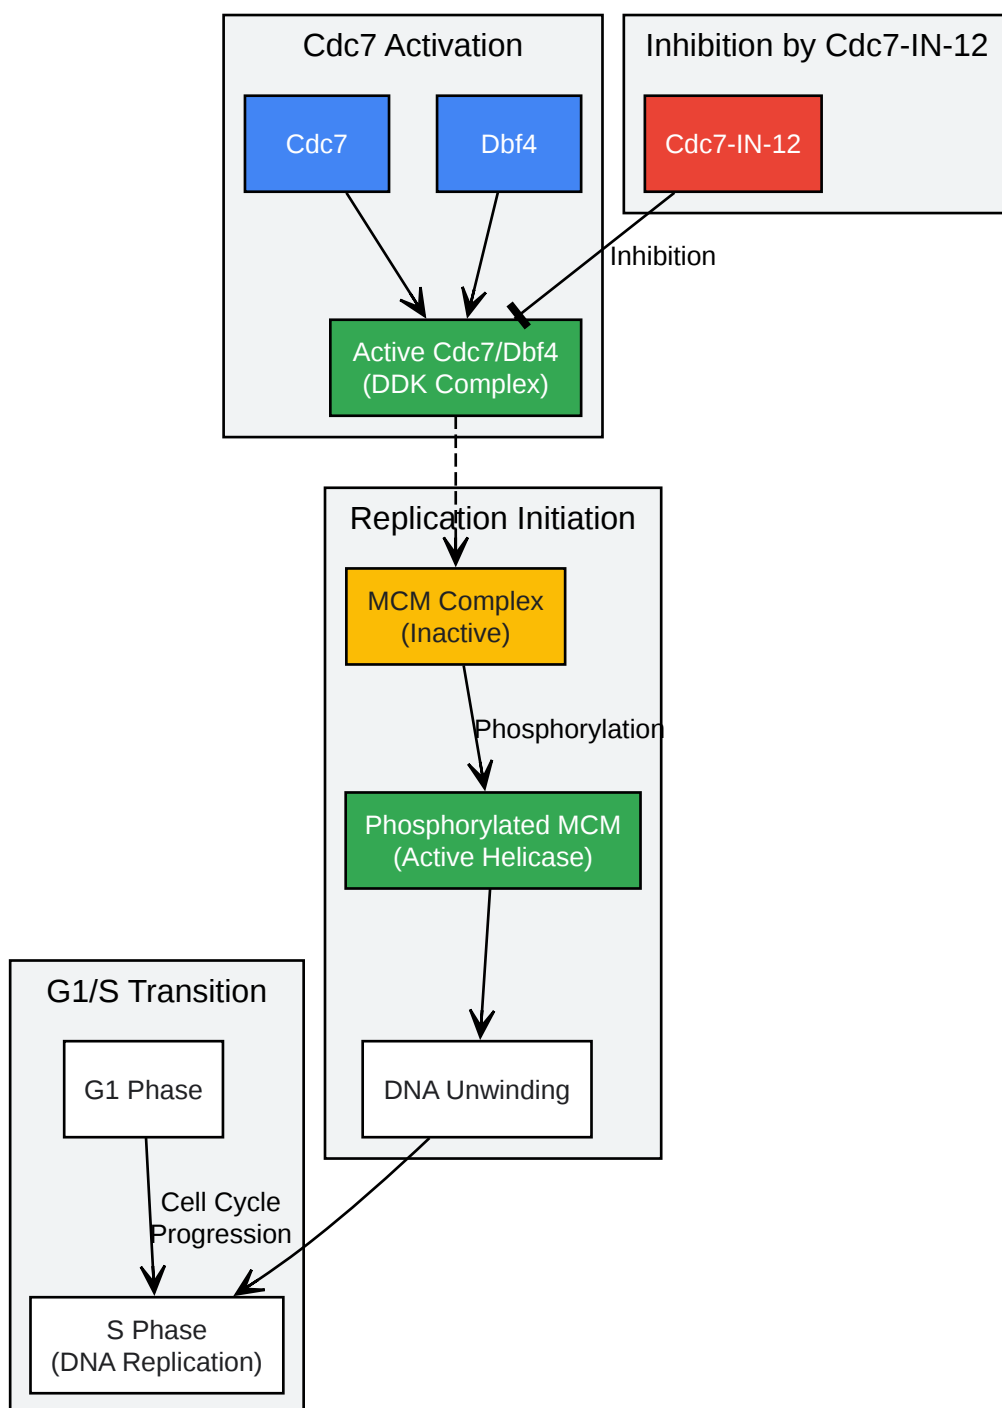 Cdc7 Activation
Inhibition by Cdc7-IN-12
Cdc7
Dbf4
Cdc7-IN-12
Inhibition
Active Cdc7/Dbf4
(DDK Complex)
Replication Initiation
MCM Complex
(Inactive)
Phosphorylation
Phosphorylated MCM
(Active Helicase)
G1/S Transition
G1 Phase
DNA Unwinding
Cell Cycle
Progression
S Phase
(DNA Replication)